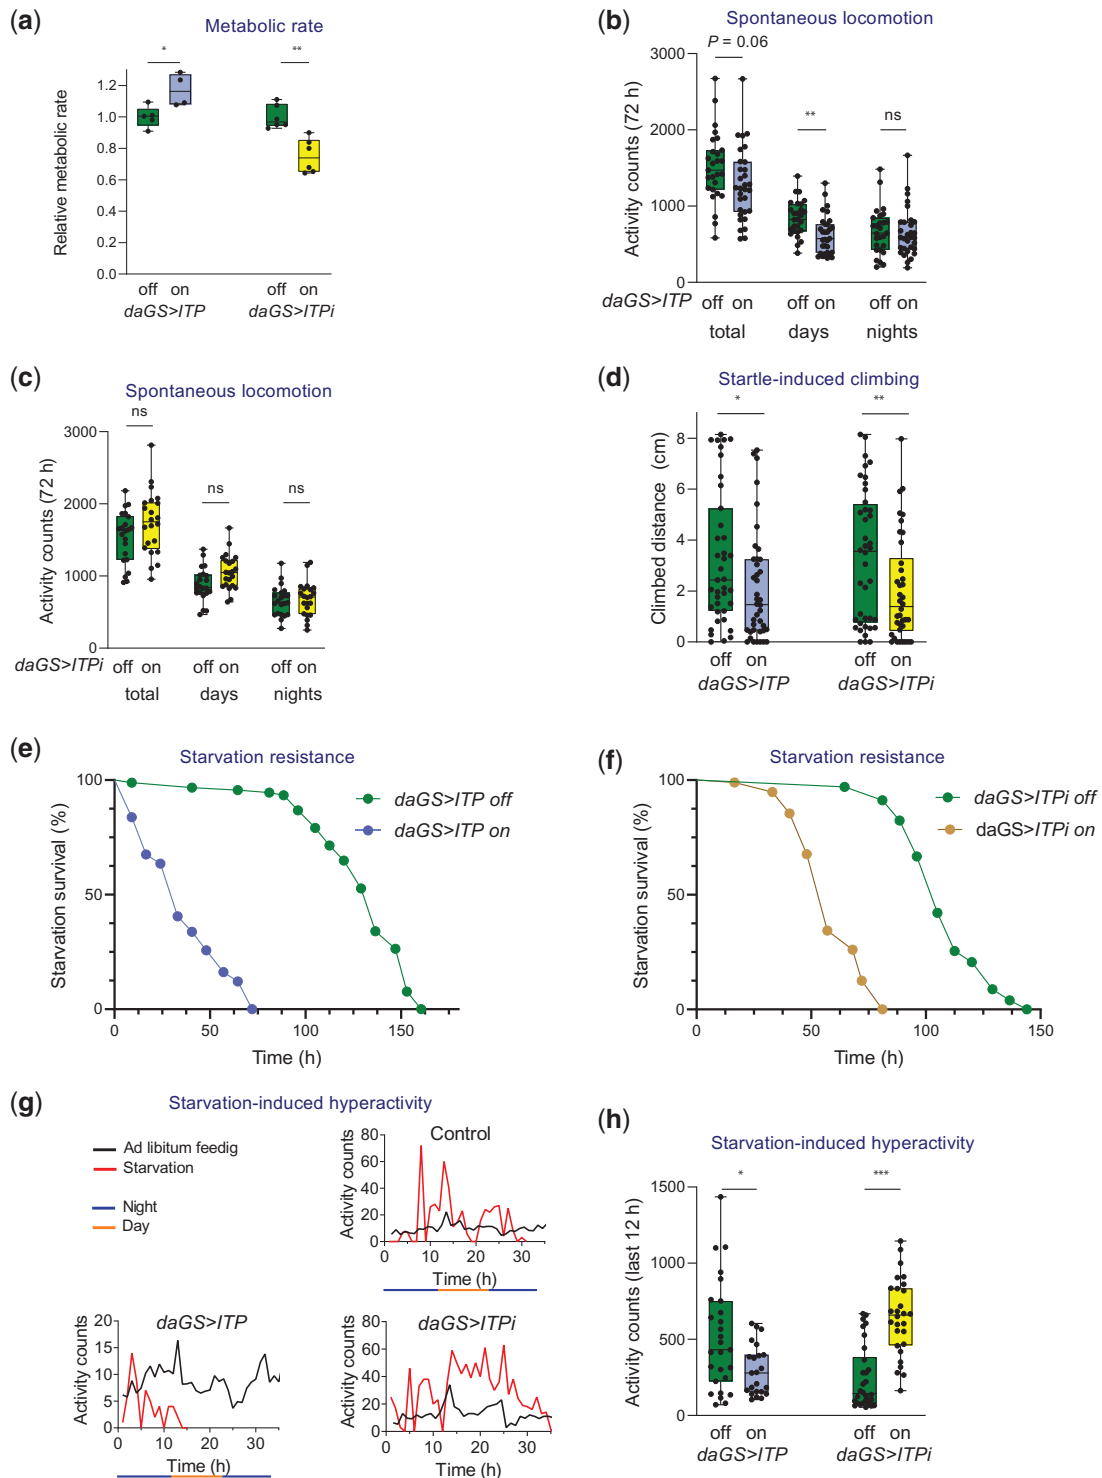 (a)
Metabolic rate
* **
Relative metabolic rate
1.2
1.0
0.8
0.6
0.4
0.2
0.0
off on off on
daGS>ITP daGS>ITPi
(b)
Spontaneous locomotion
P = 0.06
** ns
Activity counts (72 h)
3000
2000
1000
0
daGS>ITP off on off on off on
total days nights
(c)
Spontaneous locomotion
ns
ns ns
Activity counts (72 h)
3000
2000
1000
0
daGS>ITPi off on off on off on
total days nights
(d)
Startle-induced climbing
* **
Climbed distance (cm)
8
6
4
2
0
off on off on
daGS>ITP daGS>ITPi
(e)
Starvation resistance
Starvation survival (%)
100
50
0
daGS>ITP off
daGS>ITP on
0 50 100 150
Time (h)
(f)
Starvation resistance
Starvation survival (%)
100
50
0
daGS>ITPi off
daGS>ITPi on
0 50 100 150
Time (h)
(g)
Starvation-induced hyperactivity
Ad libitum feedig
Starvation
Night
Day
Control
Activity counts
80
60
40
20
0
0 10 20 30
Time (h)
daGS>ITP
Activity counts
20
15
10
5
0
0 10 20 30
Time (h)
daGS>ITPi
Activity counts
80
60
40
20
0
0 10 20 30
Time (h)
(h)
Starvation-induced hyperactivity
* ***
Activity counts (last 12 h)
1500
1000
500
0
off on off on
daGS>ITP daGS>ITPi